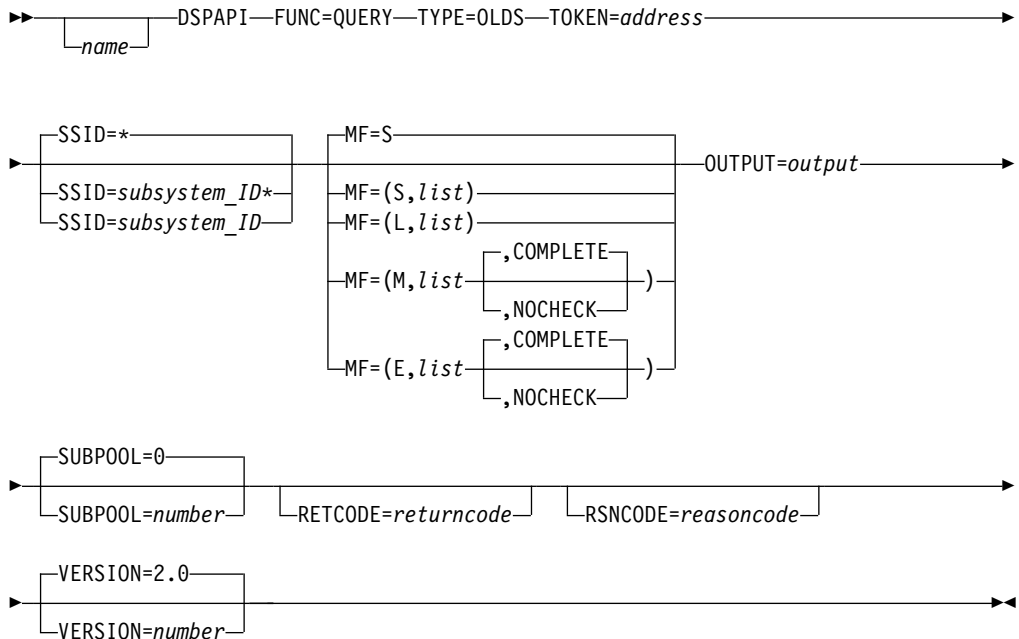 DSPAPI FUNC=QUERY TYPE=OLDS TOKEN=address
name
SSID=*
SSID=subsystem_ID*
SSID=subsystem_ID
MF=S
MF=(S,list)
MF=(L,list)
,COMPLETE
MF=(M,list )
,NOCHECK
,COMPLETE
MF=(E,list )
,NOCHECK
OUTPUT=output
SUBPOOL=0
SUBPOOL=number
RETCODE=returncode
RSNCODE=reasoncode
VERSION=2.0
VERSION=number